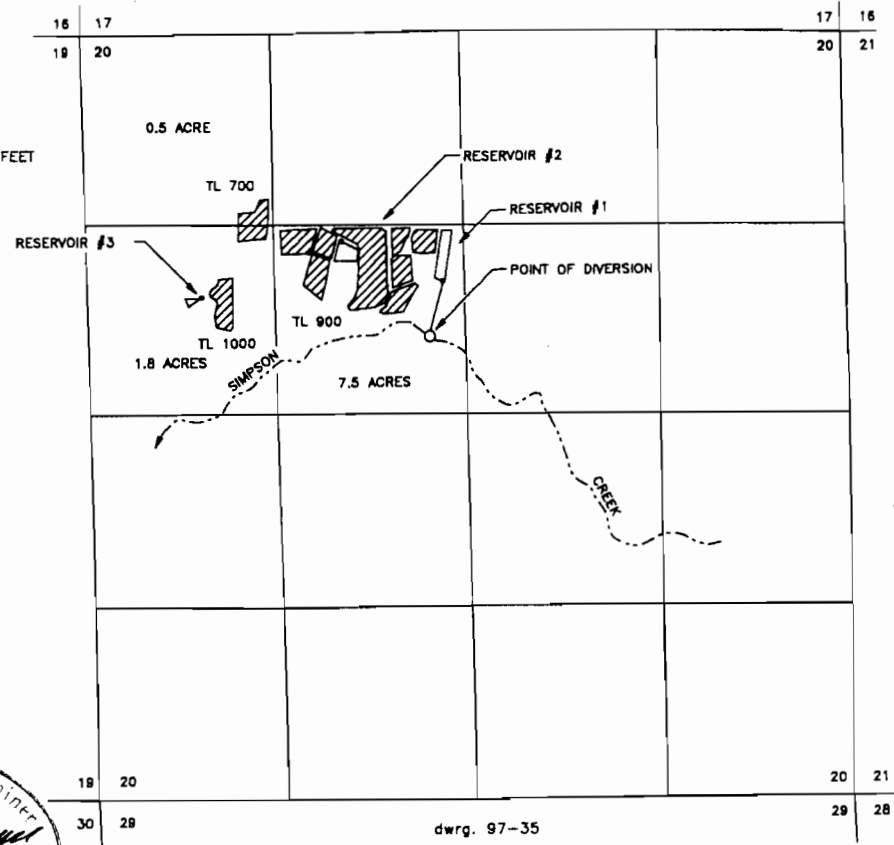 16 17
17 16
19 20
20 21
0.5 ACRE
FEET
RESERVOIR #2
TL 700
RESERVOIR #1
RESERVOIR #3
POINT OF DIVERSION
TL 900
TL 1000
1.8 ACRES
SIMPSON
7.5 ACRES
CREEK
19 20
20 21
30 29
29 28
dwrg. 97-35